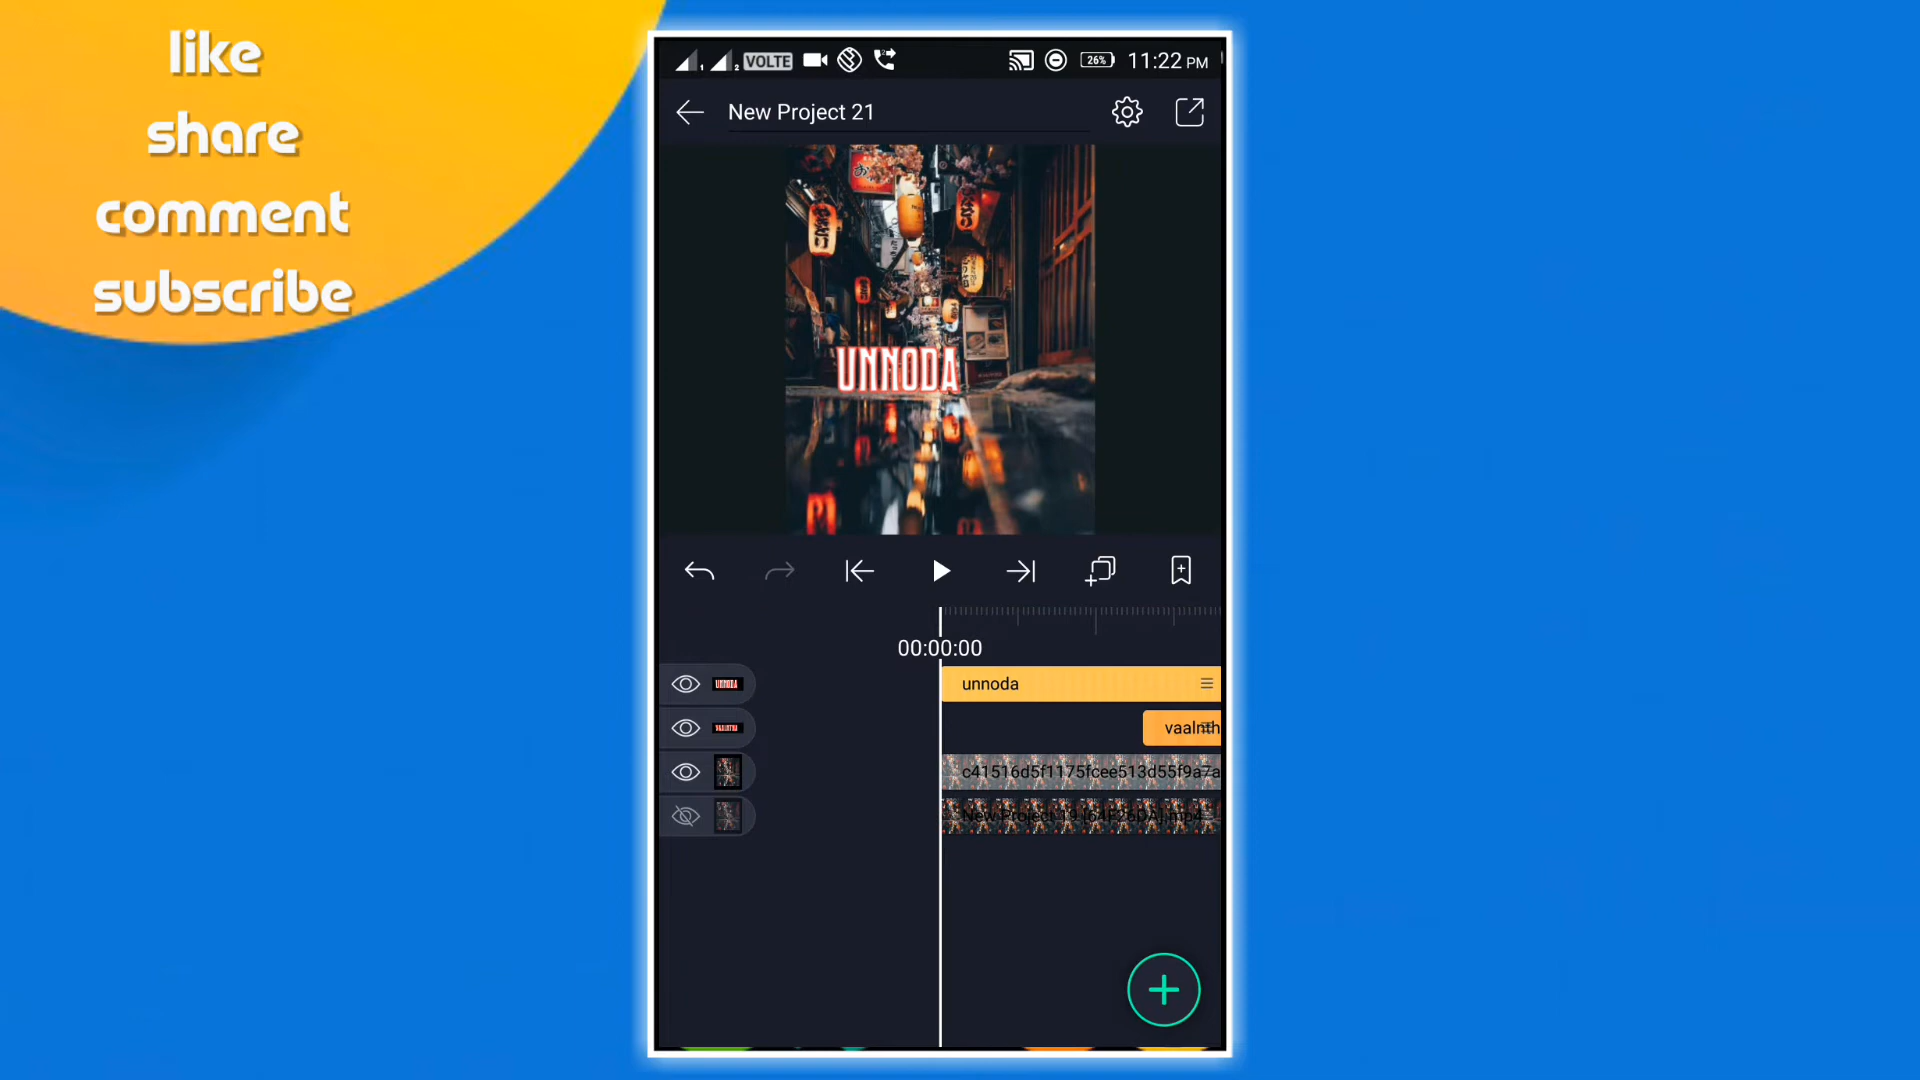 like
share
comment
subscribe
VOLTE
26%
11:22 PM
New Project 21
UNNODA
00:00:00
unnoda
vaalnth
c41516d5f1175fcee513d55f9a7a
New Project 19 [64F26DA].mp4